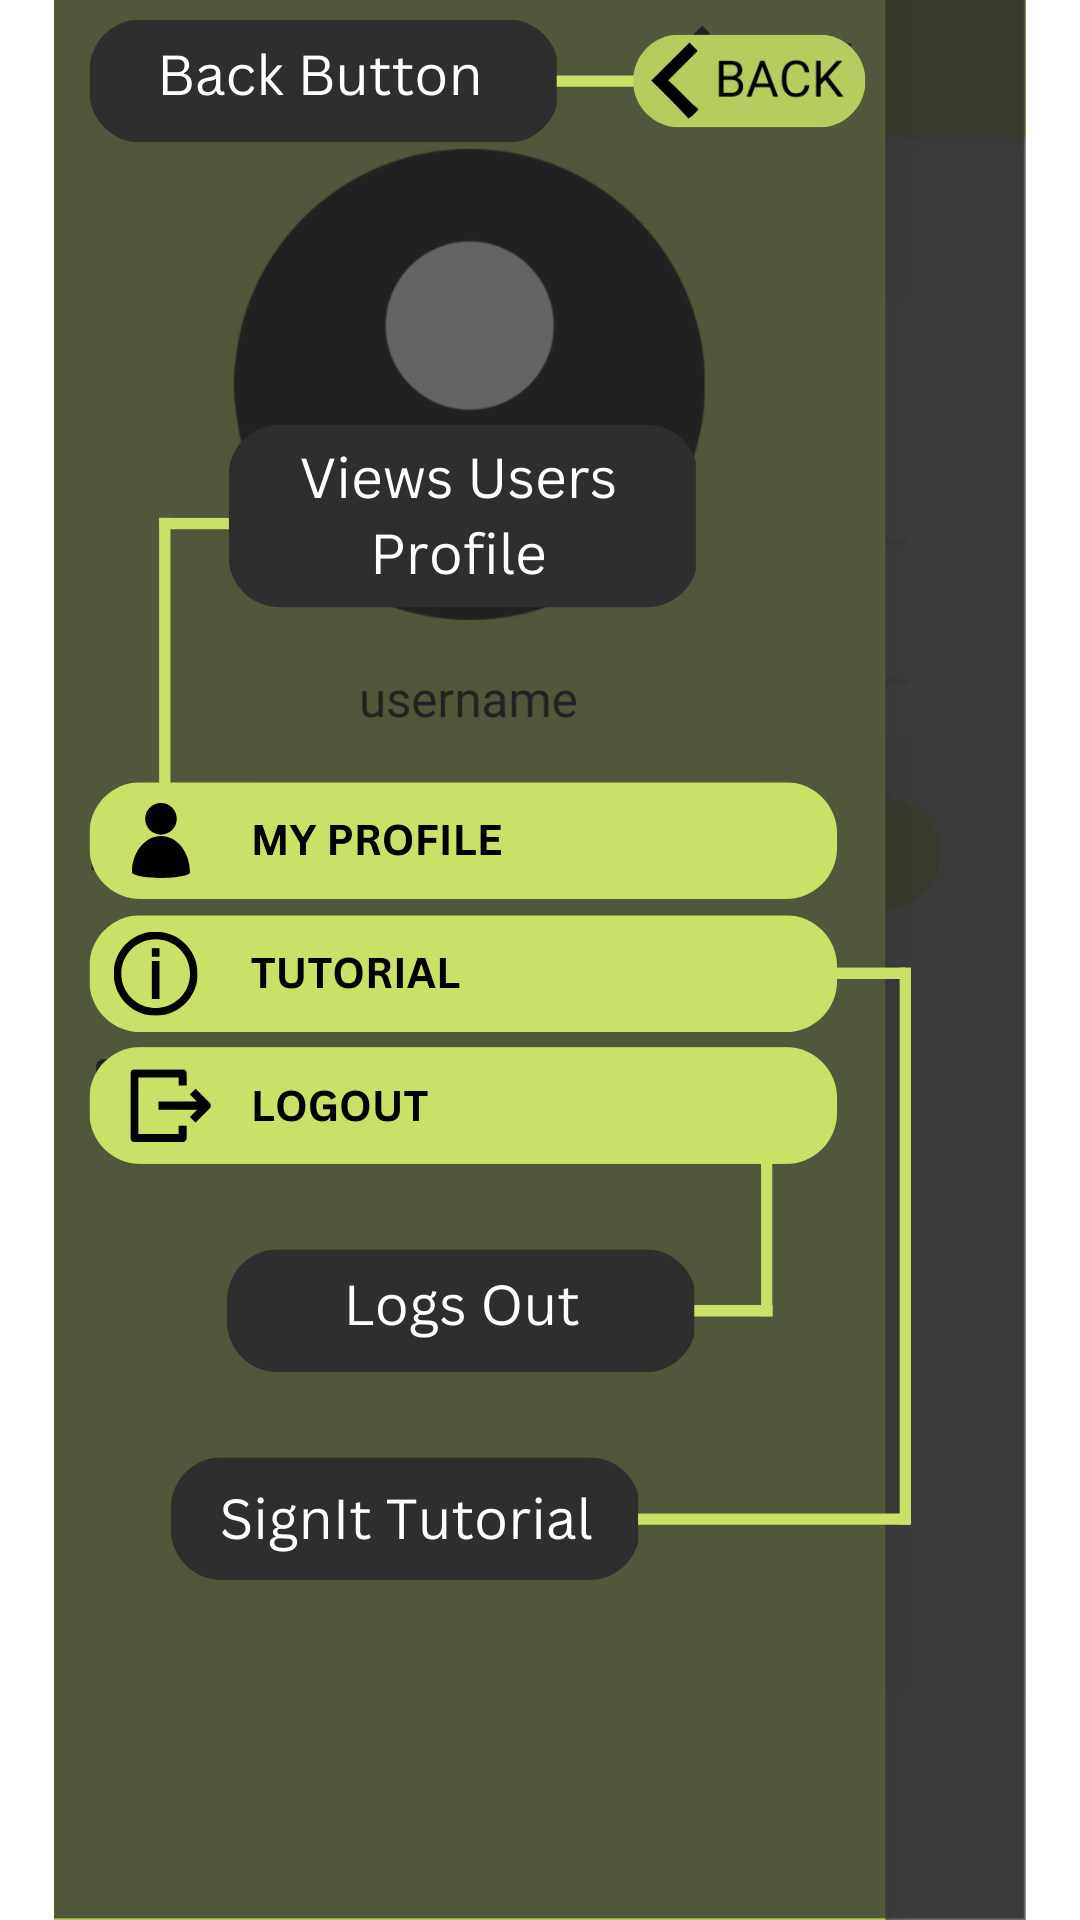 Back Button
BACK
Views Users
Profile
username
MY PROFILE
TUTORIAL
LOGOUT
Logs Out
SignIt Tutorial